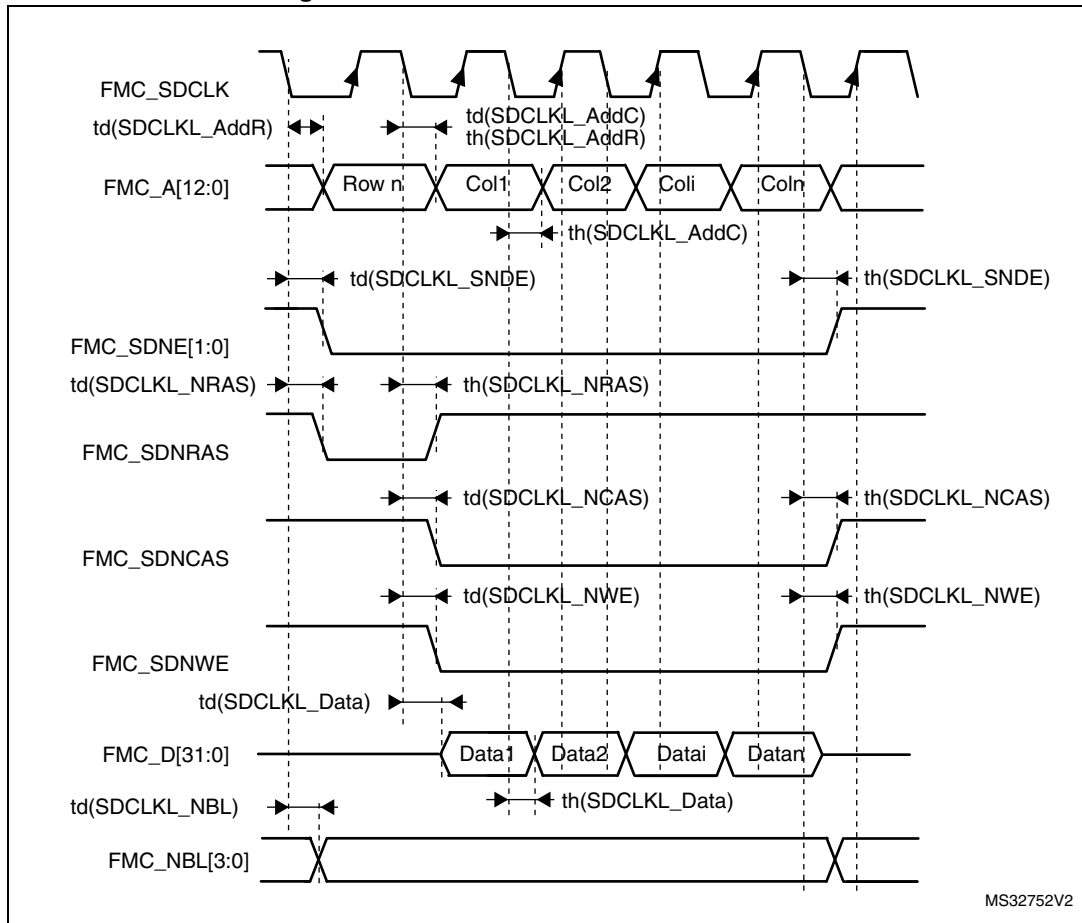 FMC_SDCLK
td(SDCLKL_AddR)
td(SDCLKL_AddC)
th(SDCLKL_AddR)
FMC_A[12:0]
Row n
Col1
Col2
Coli
Coln
th(SDCLKL_AddC)
td(SDCLKL_SNDE)
th(SDCLKL_SNDE)
FMC_SDNE[1:0]
td(SDCLKL_NRAS)
th(SDCLKL_NRAS)
FMC_SDNRAS
td(SDCLKL_NCAS)
th(SDCLKL_NCAS)
FMC_SDNCAS
td(SDCLKL_NWE)
th(SDCLKL_NWE)
FMC_SDNWE
td(SDCLKL_Data)
FMC_D[31:0]
Data1
Data2
Datai
Datan
td(SDCLKL_NBL)
th(SDCLKL_Data)
FMC_NBL[3:0]
MS32752V2